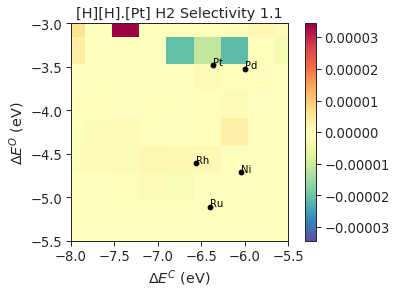 [H][H].[Pt] H2 Selectivity 1.1
−3.0
−3.5
−4.0
−4.5
−5.0
−5.5
ΔE^O (eV)
Pt
Pd
Rh
Ni
Ru
−8.0 −7.5 −7.0 −6.5 −6.0 −5.5
ΔE^C (eV)
0.00003
0.00002
0.00001
0.00000
−0.00001
−0.00002
−0.00003